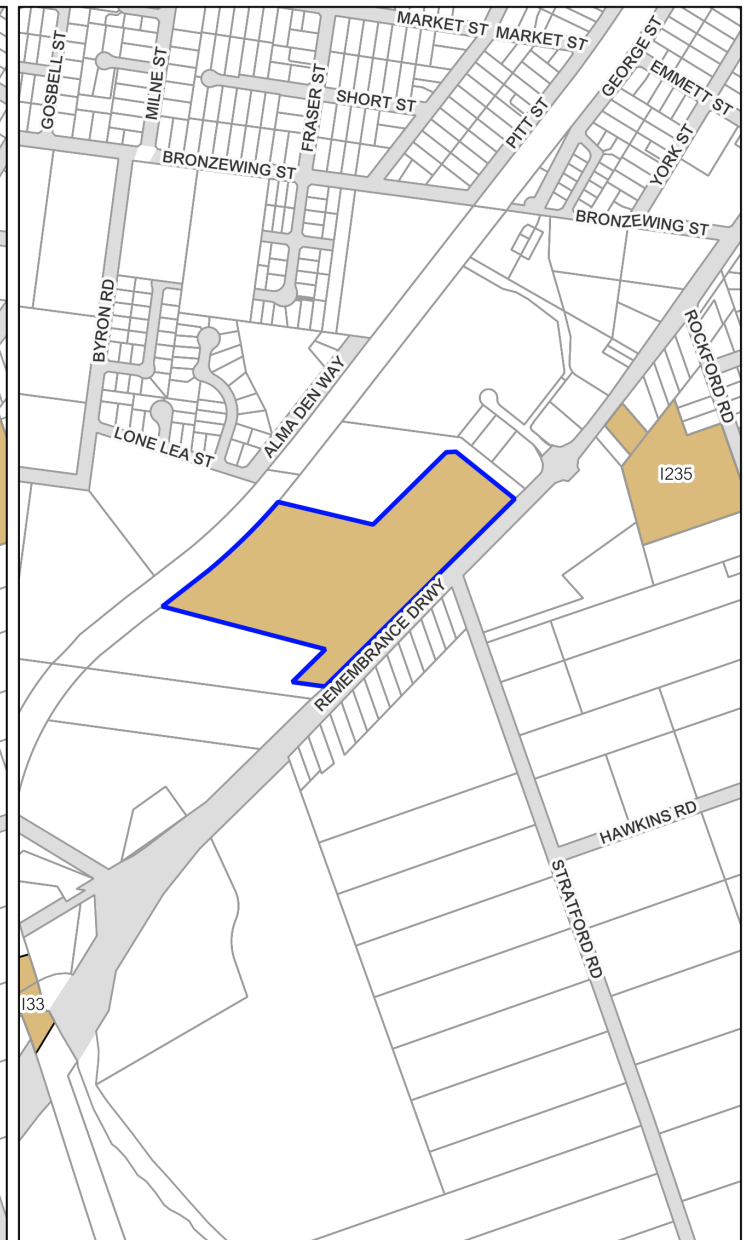 MARKET ST
MARKET ST
GOSBELL ST
MILNE ST
FRASER ST
SHORT ST
PITT ST
GEORGE ST
EMMETT ST
YORK ST
BRONZEWING ST
BRONZEWING ST
BYRON RD
ROCKFORD RD
ALMA DEN WAY
LONE LEA ST
I235
REMEMBRANCE DRWY
HAWKINS RD
STRATFORD RD
I33